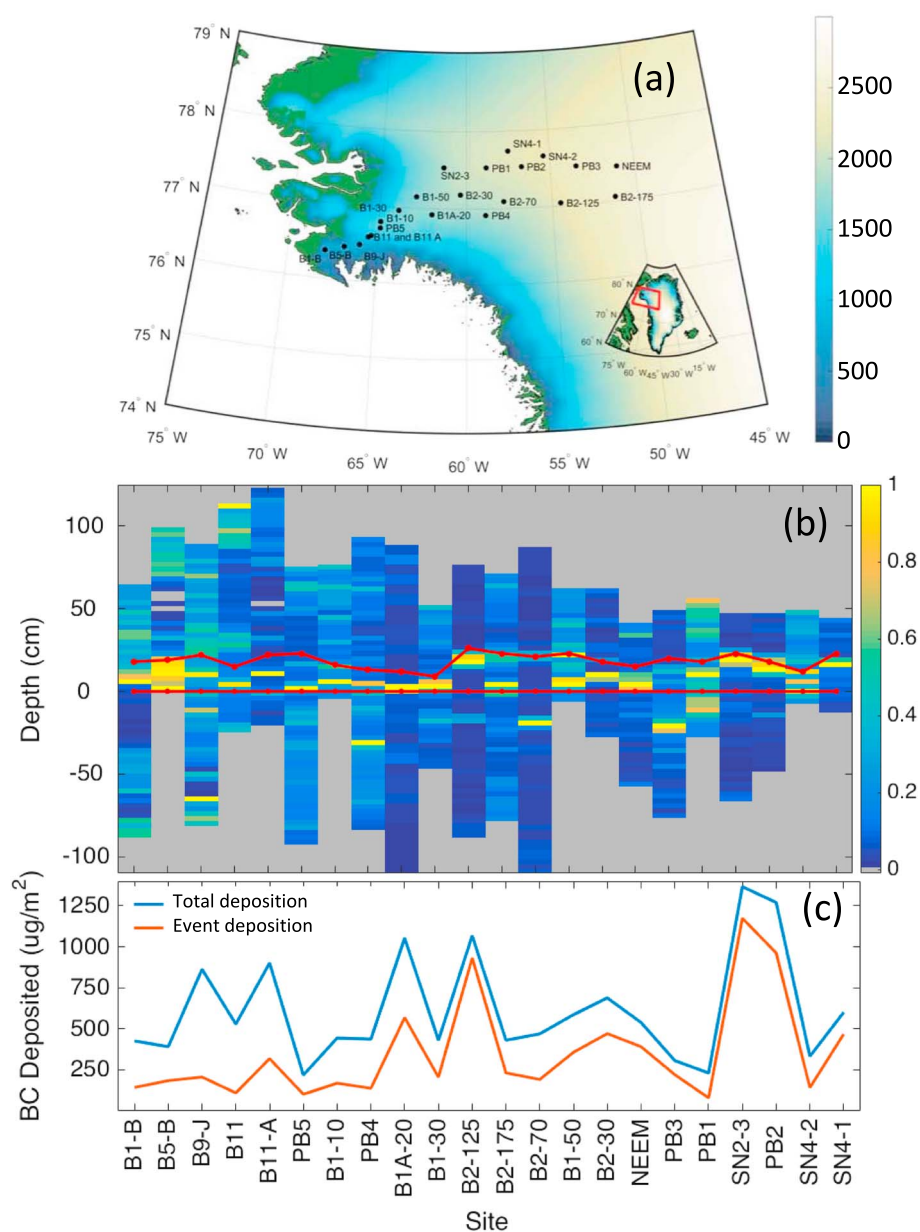 79° N
(a)
78° N
77° N
76° N
75° N
74° N
75° W
70° W
65° W
60° W
55° W
50° W
45° W
SN4-1
SN4-2
SN2-3
PB1
PB2
PB3
NEEM
B1-50
B2-30
B2-70
B2-125
B2-175
B1-30
B1-10
B1A-20
PB4
PB5
B11 and B11 A
B1-B
B5-B
B9-J
80° N
70° N
60° N
75° W
60° W
45° W
30° W
15° W
2500
2000
1500
1000
500
0
(b)
Depth (cm)
100
50
0
-50
-100
1
0.8
0.6
0.4
0.2
0
(c)
Total deposition
Event deposition
BC Deposited (ug/m²)
1250
1000
750
500
250
B1-B
B5-B
B9-J
B11
B11-A
PB5
B1-10
PB4
B1A-20
B1-30
B2-125
B2-175
B2-70
B1-50
B2-30
NEEM
PB3
PB1
SN2-3
PB2
SN4-2
SN4-1
Site